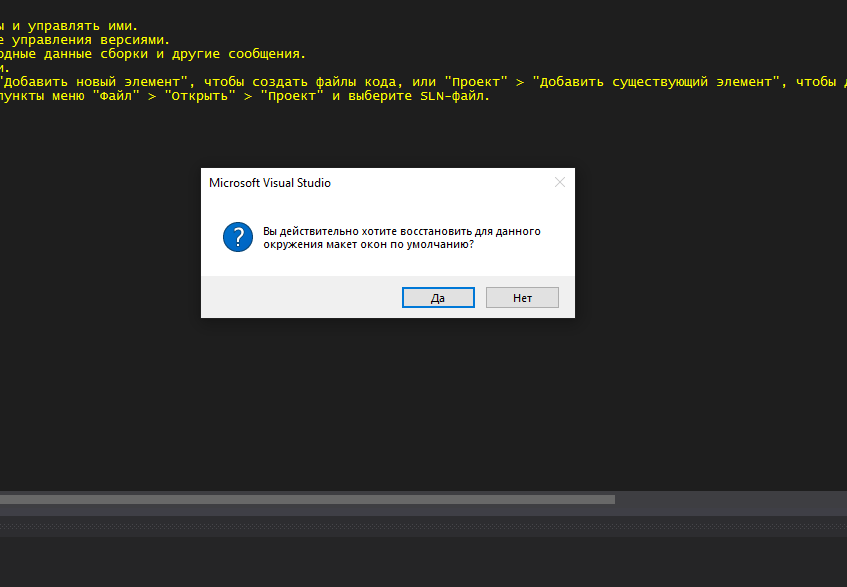 ы и управлять ими.
е управления версиями.
одные данные сборки и другие сообщения.
и.
"Добавить новый элемент", чтобы создать файлы кода, или "Проект" > "Добавить существующий элемент", чтобы д
пункты меню "Файл" > "Открыть" > "Проект" и выберите SLN-файл.
Microsoft Visual Studio
Вы действительно хотите восстановить для данного
окружения макет окон по умолчанию?
Да
Нет